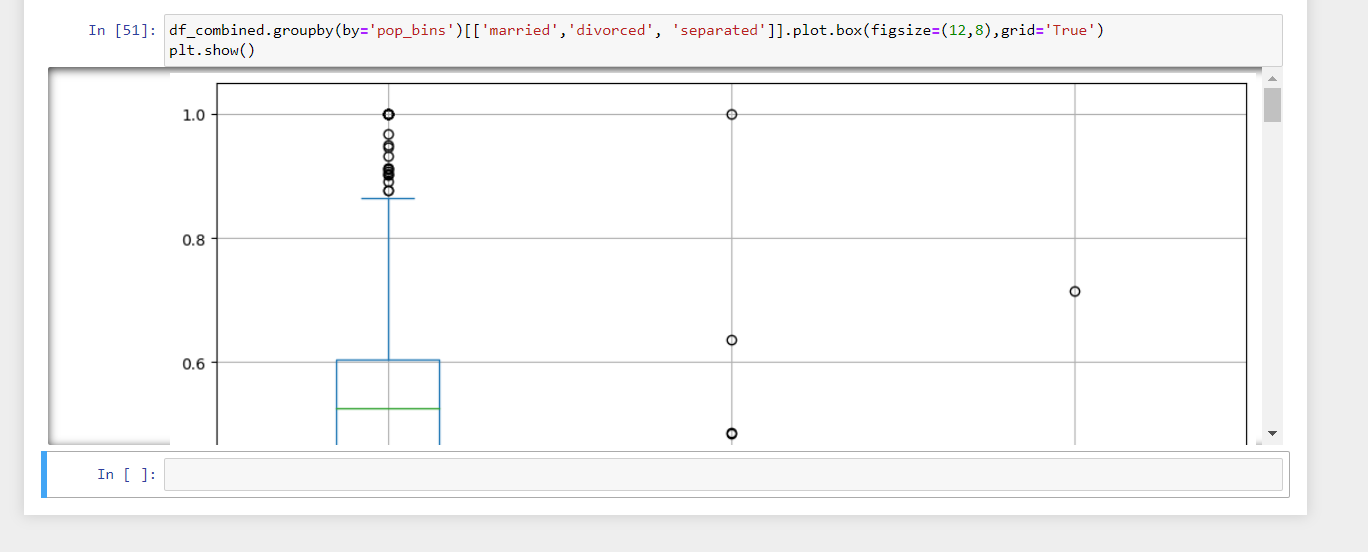 In [51]: df_combined.groupby(by='pop_bins')[['married','divorced', 'separated']].plot.box(figsize=(12,8),grid='True')
plt.show()
1.0
0.8
0.6
In [ ]: